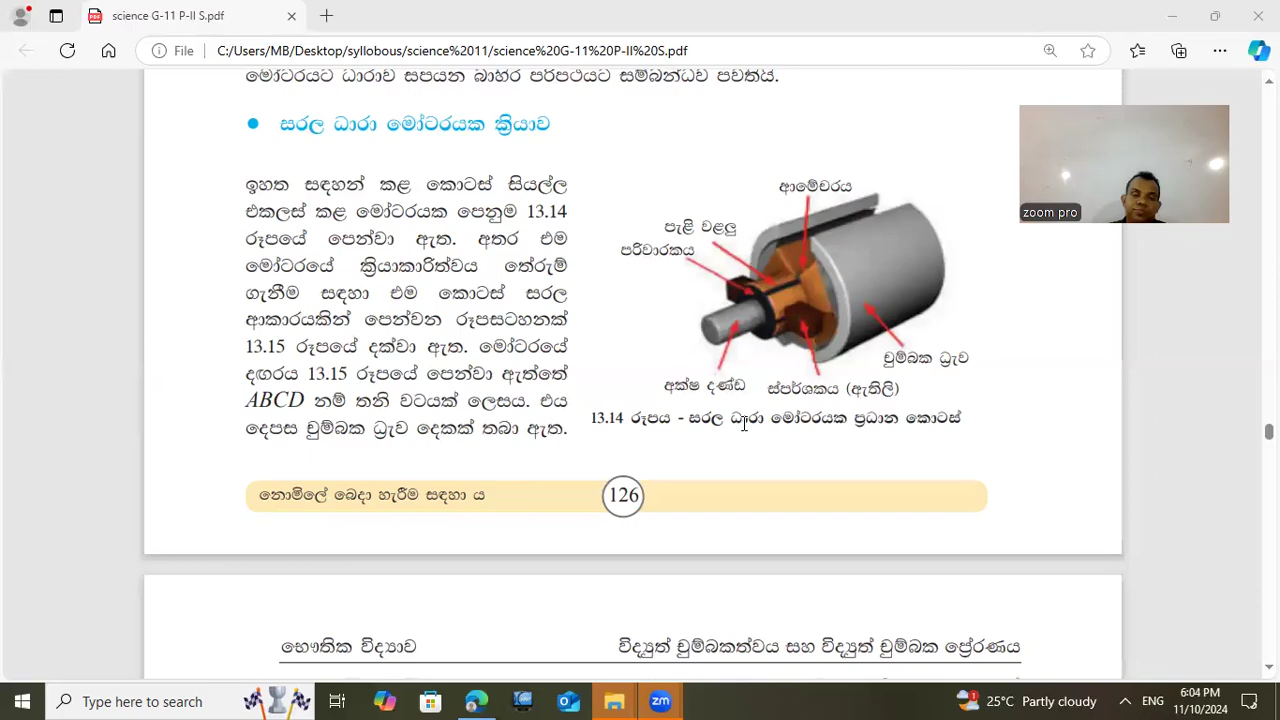 science G-11 P-II S.pdf
File
C:/Users/MB/Desktop/syllobous/science%2011/science%20G-11%20P-II%20S.pdf
මෝටරයට ධාරාව සපයන බාහිර පරිපථයට සම්බන්ධව පවතියි.
● සරල ධාරා මෝටරයක ක්‍රියාව
ඉහත සඳහන් කළ කොටස් සියල්ල
එකලස් කළ මෝටරයක පෙනුම 13.14
රූපයේ පෙන්වා ඇත. අතර එම
මෝටරයේ ක්‍රියාකාරිත්වය තේරුම්
ගැනීම සඳහා එම කොටස් සරල
ආකාරයකින් පෙන්වන රූපසටහනක්
13.15 රූපයේ දක්වා ඇත. මෝටරයේ
දඟරය 13.15 රූපයේ පෙන්වා ඇත්තේ
ABCD නම් තනි වටයක් ලෙසය. එය
දෙපස චුම්බක ධ්‍රැව දෙකක් තබා ඇත.
ආමේචරය
පැළි වළලු
පරිවාරකය
චුම්බක ධ්‍රැව
අක්ෂ දණ්ඩ
ස්පර්ශකය (ඇතිලි)
13.14 රූපය - සරල ධාරා මෝටරයක ප්‍රධාන කොටස්
zoom pro
නොමිලේ බෙදා හැරීම සඳහා ය
126
භෞතික විද්‍යාව
විද්‍යුත් චුම්බකත්වය සහ විද්‍යුත් චුම්බක ප්‍රේරණය
Type here to search
25°C Partly cloudy
ENG
6:04 PM
11/10/2024